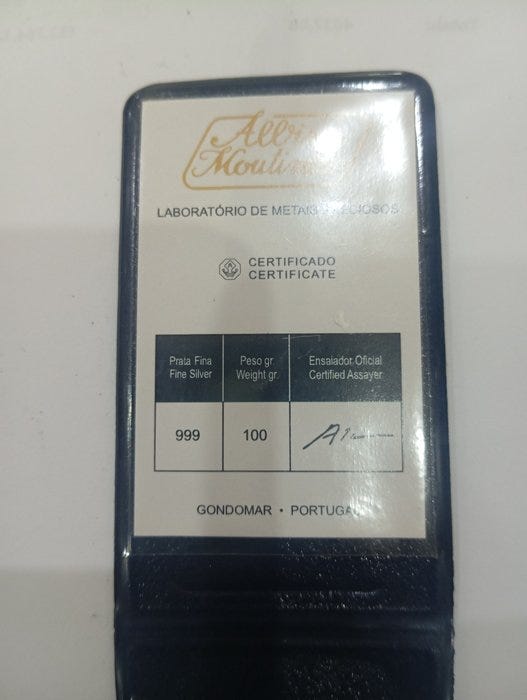 LABORATÓRIO DE METAIS PRECIOSOS
CERTIFICADO
CERTIFICATE
Prata Fina
Fine Silver
Peso gr.
Weight gr.
Ensaiador Oficial
Certified Assayer
999
100
GONDOMAR • PORTUGAL